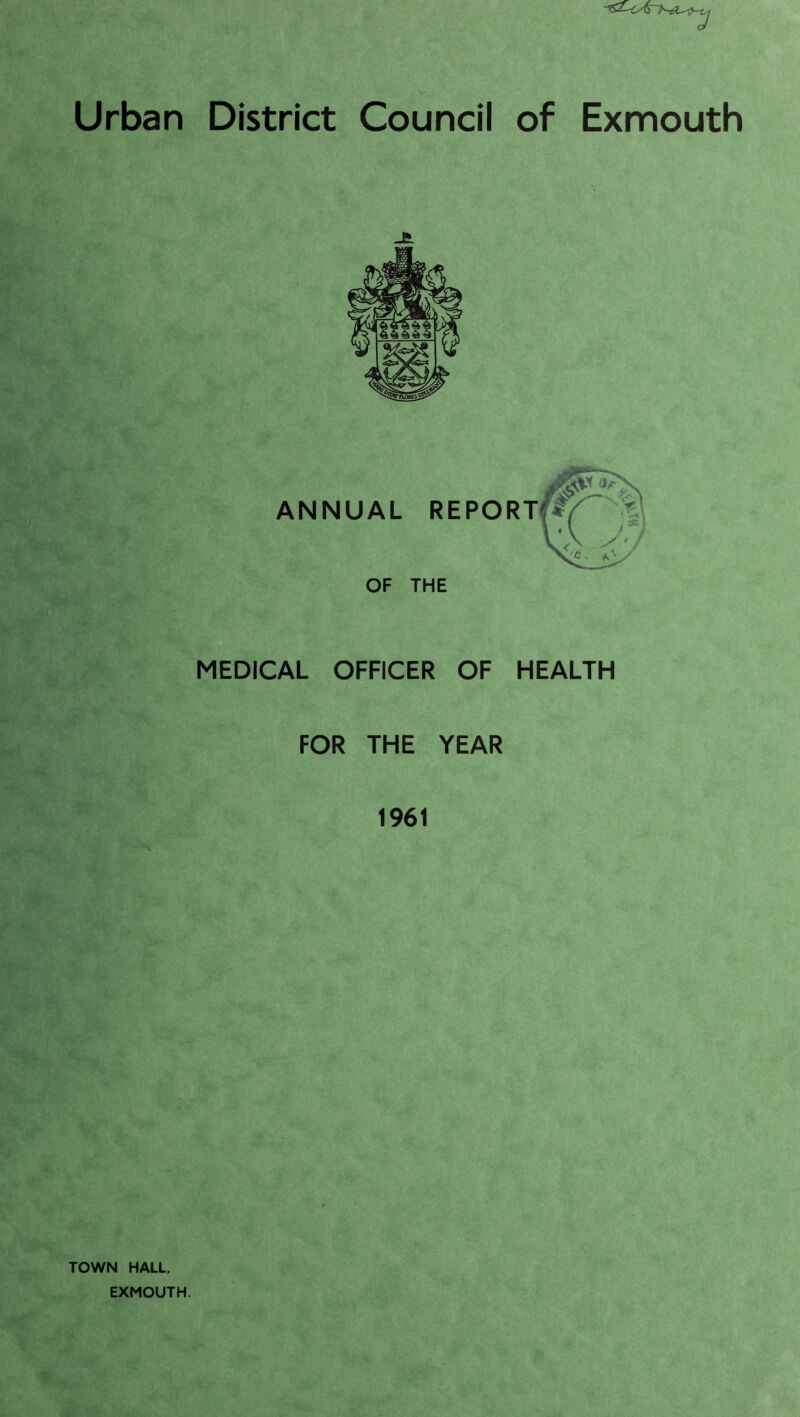 Library
Urban District Council of Exmouth
ANNUAL REPORT
OF THE
MEDICAL OFFICER OF HEALTH
FOR THE YEAR
1961
TOWN HALL,
EXMOUTH.